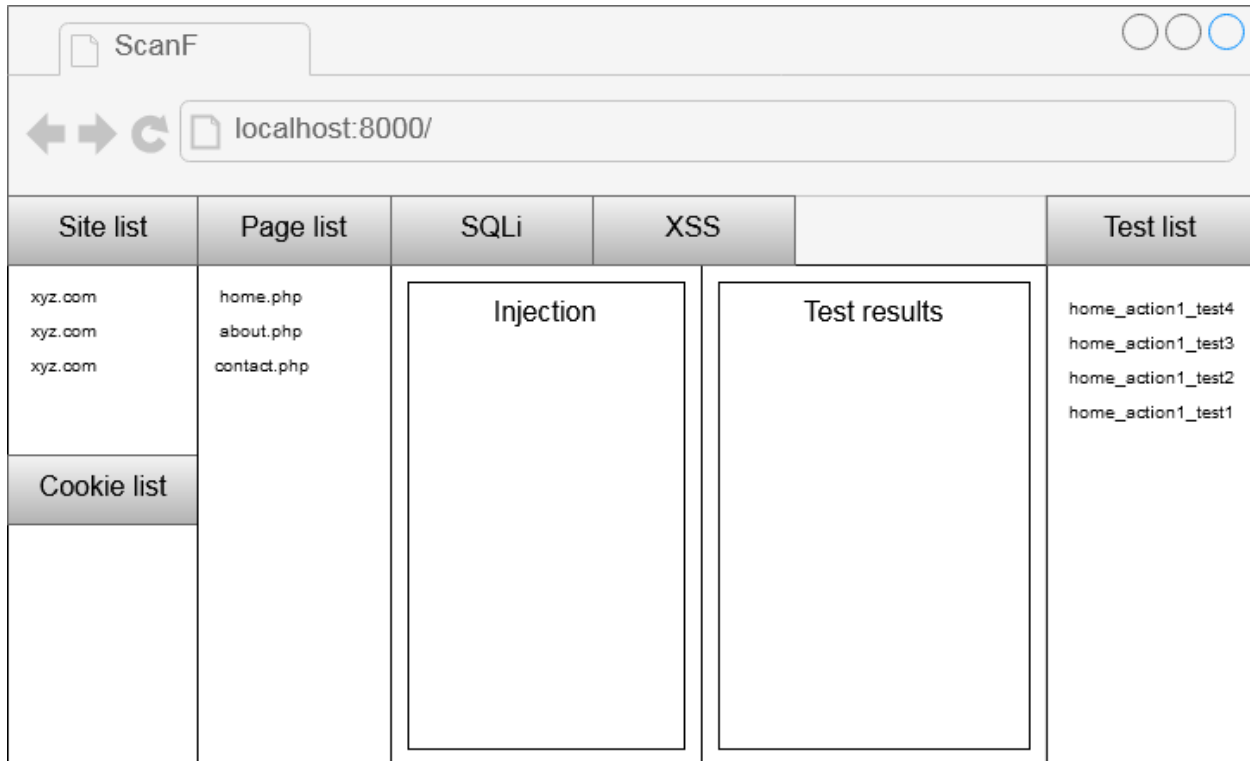 ScanF
localhost:8000/
Site list
Page list
SQLi
XSS
Test list
xyz.com
xyz.com
xyz.com
Cookie list
home.php
about.php
contact.php
Injection
Test results
home_action1_test4
home_action1_test3
home_action1_test2
home_action1_test1